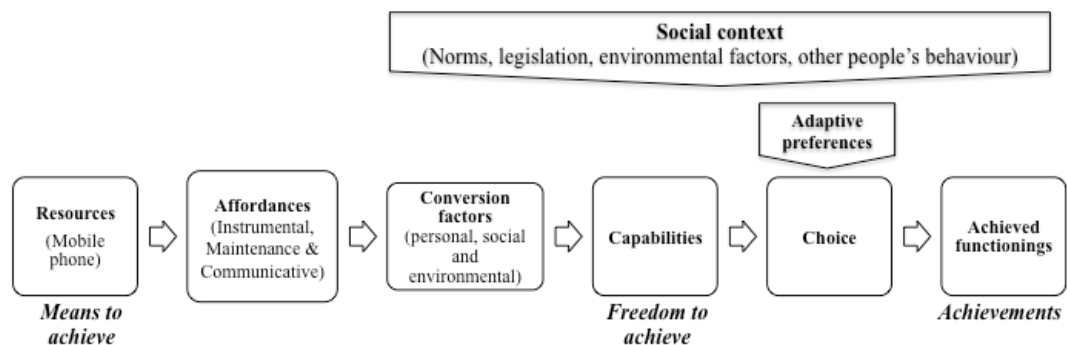 Social context
(Norms, legislation, environmental factors, other people's behaviour)
Adaptive
preferences
Resources
(Mobile
phone)
Affordances
(Instrumental,
Maintenance &
Communicative)
Conversion
factors
(personal, social
and
environmental)
Capabilities
Choice
Achieved
functionings
Means to
achieve
Freedom to
achieve
Achievements